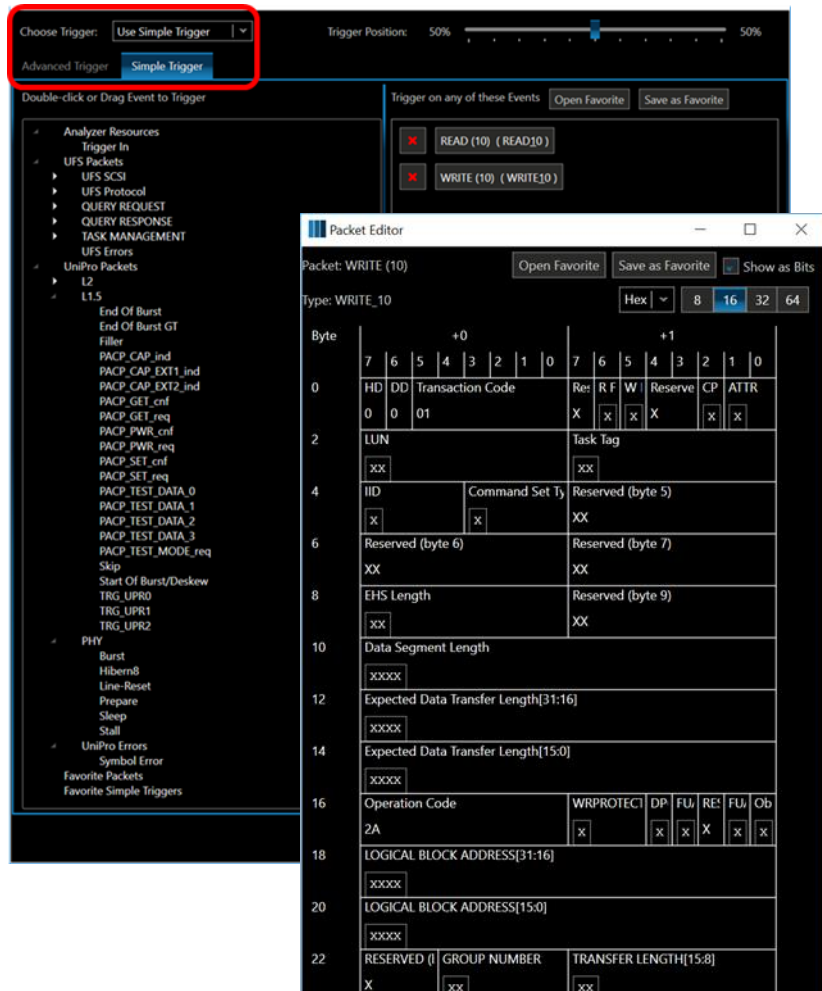 Choose Trigger: Use Simple Trigger Trigger Position: 50% 50%
Advanced Trigger Simple Trigger
Double-click or Drag Event to Trigger
Analyzer Resources
Trigger In
UFS Packets
UFS SCSI
UFS Protocol
QUERY REQUEST
QUERY RESPONSE
TASK MANAGEMENT
UFS Errors
UniPro Packets
L2
L1.5
End Of Burst
End Of Burst GT
Filler
PACP_CAP_ind
PACP_CAP_EXT1_ind
PACP_CAP_EXT2_ind
PACP_GET_cnf
PACP_GET_req
PACP_PWR_cnf
PACP_PWR_req
PACP_SET_cnf
PACP_SET_req
PACP_TEST_DATA_0
PACP_TEST_DATA_1
PACP_TEST_DATA_2
PACP_TEST_DATA_3
PACP_TEST_MODE_req
Skip
Start Of Burst/Deskew
TRG_UPR0
TRG_UPR1
TRG_UPR2
PHY
Burst
Hibern8
Line-Reset
Prepare
Sleep
Stall
UniPro Errors
Symbol Error
Favorite Packets
Favorite Simple Triggers
Trigger on any of these Events Open Favorite Save as Favorite
READ (10) ( READ10 )
WRITE (10) ( WRITE10 )
Packet Editor
Packet: WRITE (10) Open Favorite Save as Favorite Show as Bits
Type: WRITE_10 Hex 8 16 32 64
Byte +0 +1
7 6 5 4 3 2 1 0 7 6 5 4 3 2 1 0
0 HD DD Transaction Code Res R F W Reserve CP ATTR
0 0 01 X x x X x x
2 LUN Task Tag
xx xx
4 IID Command Set Ty Reserved (byte 5)
x x XX
6 Reserved (byte 6) Reserved (byte 7)
XX XX
8 EHS Length Reserved (byte 9)
xx XX
10 Data Segment Length
xxxx
12 Expected Data Transfer Length[31:16]
xxxx
14 Expected Data Transfer Length[15:0]
xxxx
16 Operation Code WRPROTECT DP FU RES FU Ob
2A x x x X x x
18 LOGICAL BLOCK ADDRESS[31:16]
xxxx
20 LOGICAL BLOCK ADDRESS[15:0]
xxxx
22 RESERVED ( GROUP NUMBER TRANSFER LENGTH[15:8]
X xx xx